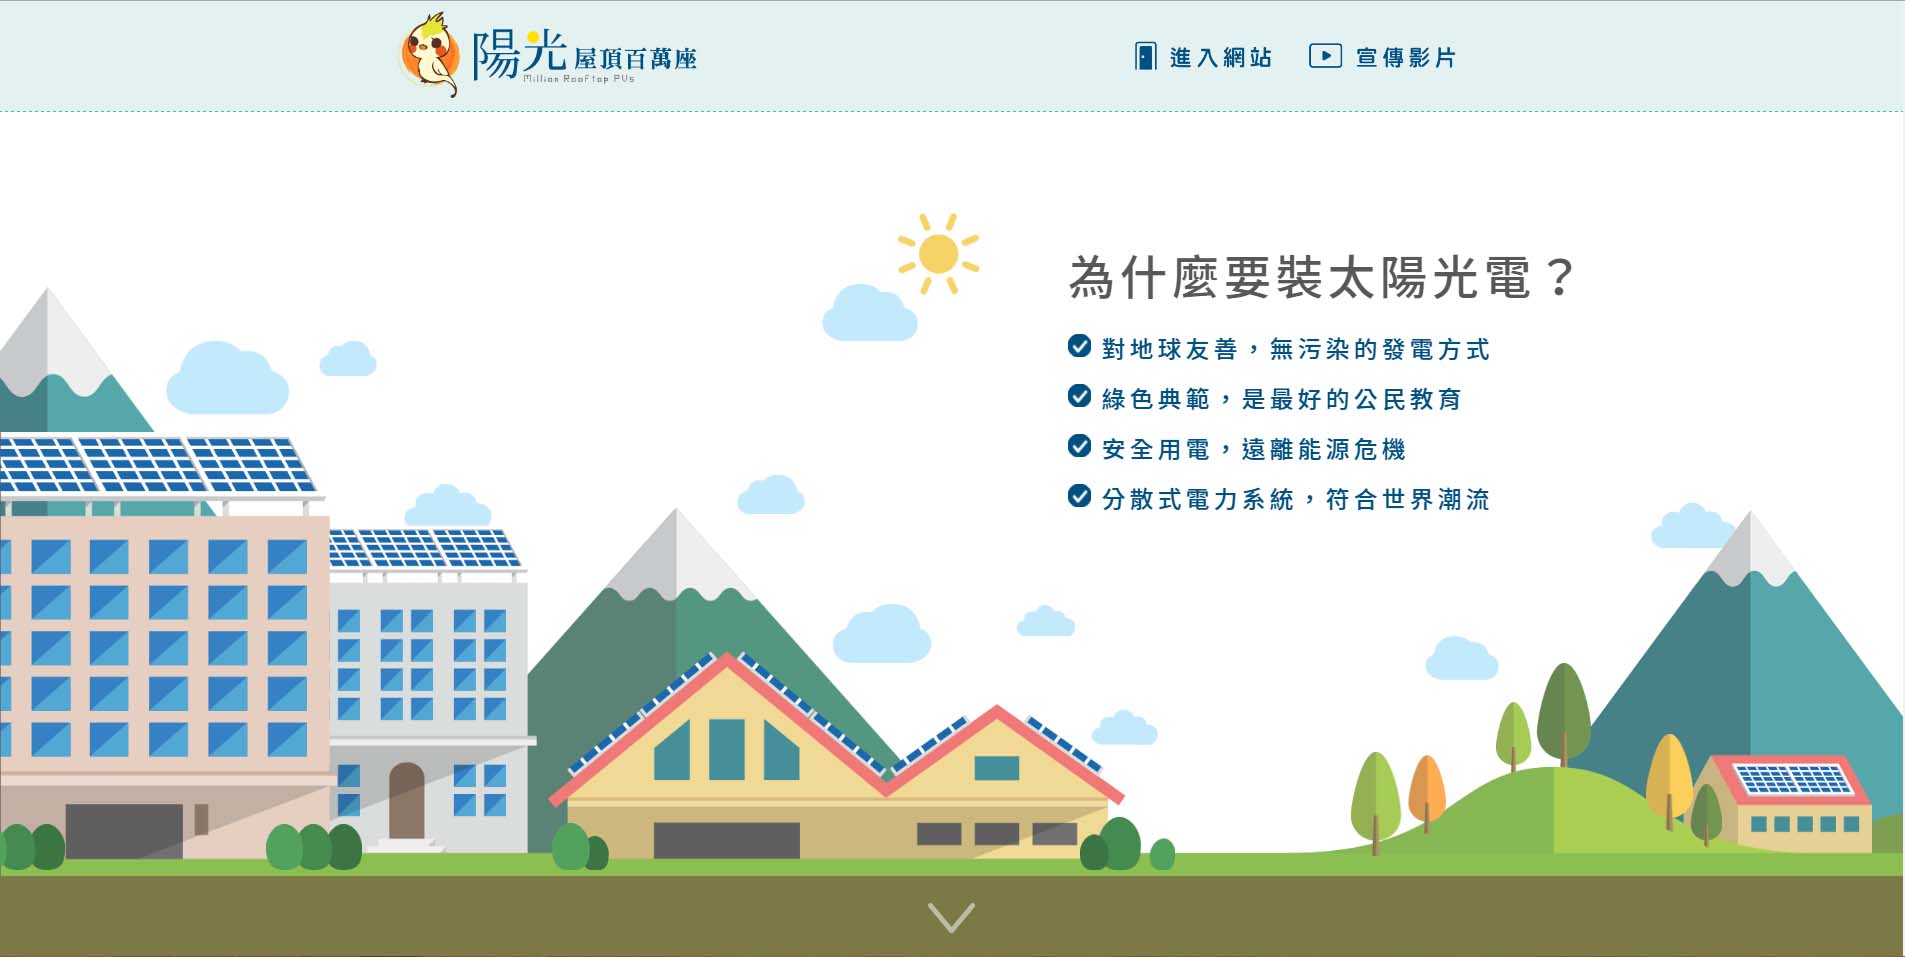 陽光屋頂百萬座
Million Rooftop PVs
進入網站
宣傳影片
為什麼要裝太陽光電？
對地球友善，無污染的發電方式
綠色典範，是最好的公民教育
安全用電，遠離能源危機
分散式電力系統，符合世界潮流